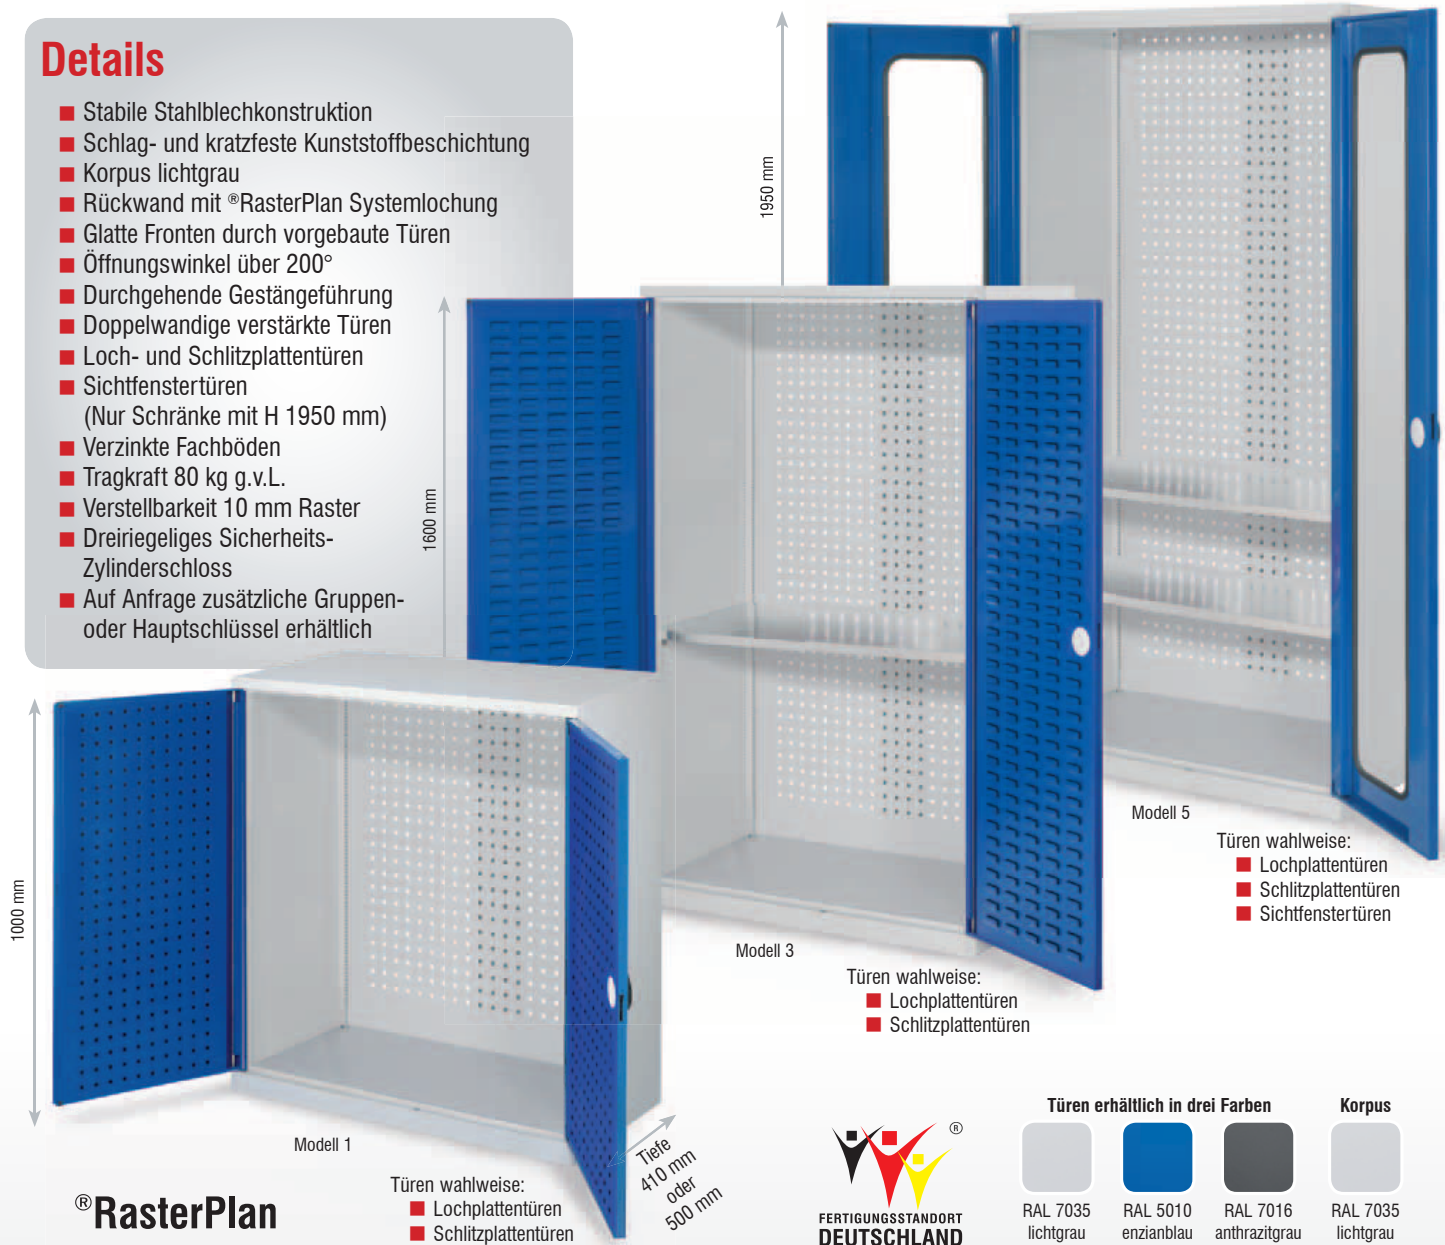 Details
Stabile Stahlblechkonstruktion
Schlag- und kratzfeste Kunststoffbeschichtung
Korpus lichtgrau
Rückwand mit ®RasterPlan Systemlochung
Glatte Fronten durch vorgebaute Türen
Öffnungswinkel über 200°
Durchgehende Gestängeführung
Doppelwandige verstärkte Türen
Loch- und Schlitzplattentüren
Sichtfenstertüren
(Nur Schränke mit H 1950 mm)
Verzinkte Fachböden
Tragkraft 80 kg g.v.L.
Verstellbarkeit 10 mm Raster
Dreiriegeliges Sicherheits-
Zylinderschloss
Auf Anfrage zusätzliche Gruppen-
oder Hauptschlüssel erhältlich
1950 mm
1600 mm
1000 mm
Modell 5
Türen wahlweise:
Lochplattentüren
Schlitzplattentüren
Sichtfenstertüren
Modell 3
Türen wahlweise:
Lochplattentüren
Schlitzplattentüren
Modell 1
Tiefe
410 mm
oder
500 mm
Türen wahlweise:
Lochplattentüren
Schlitzplattentüren
®RasterPlan
®
FERTIGUNGSSTANDORT
DEUTSCHLAND
Türen erhältlich in drei Farben
Korpus
RAL 7035
lichtgrau
RAL 5010
enzianblau
RAL 7016
anthrazitgrau
RAL 7035
lichtgrau